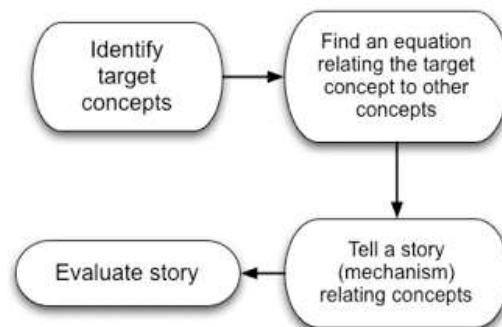 Identify
target
concepts
Find an equation
relating the target
concept to other
concepts
Tell a story
(mechanism)
relating concepts
Evaluate story